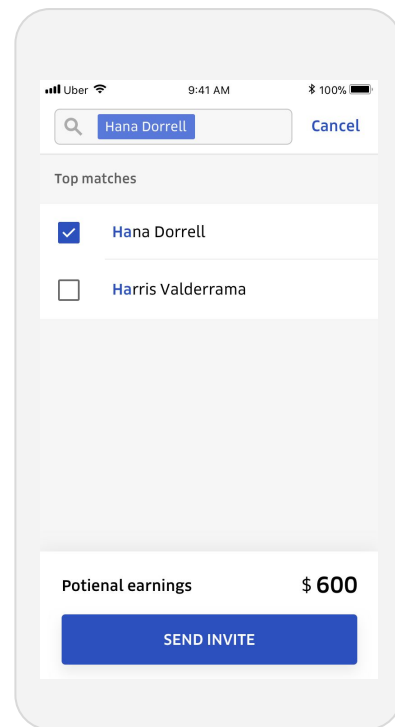 Uber 9:41 AM 100%
Hana Dorrell Cancel
Top matches
Hana Dorrell
Harris Valderrama
Potienal earnings $ 600
SEND INVITE